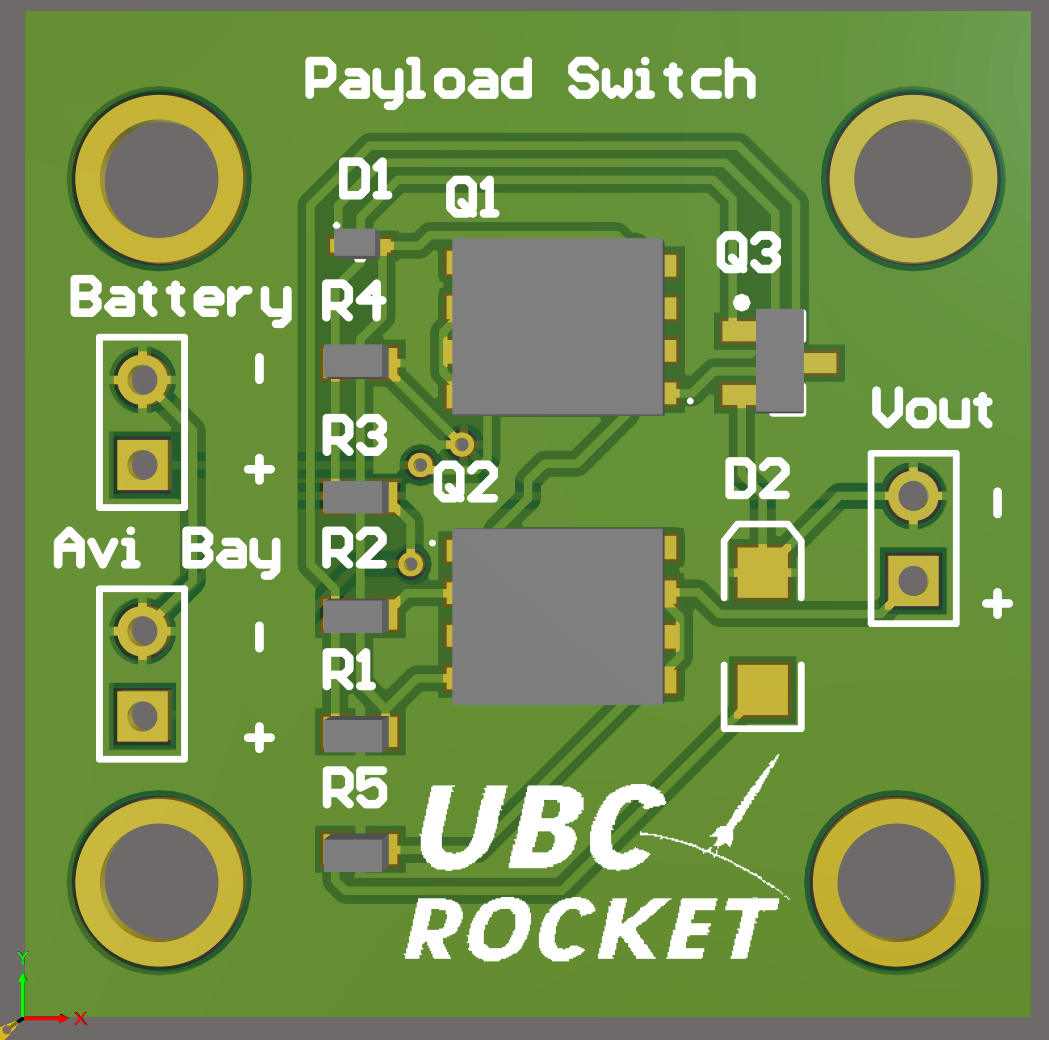 Payload Switch
D1
Q1
Q3
Battery
R4
−
Vout
R3
+
Q2
D2
−
Avi Bay
R2
+
−
R1
+
R5
UBC
ROCKET
Y
X